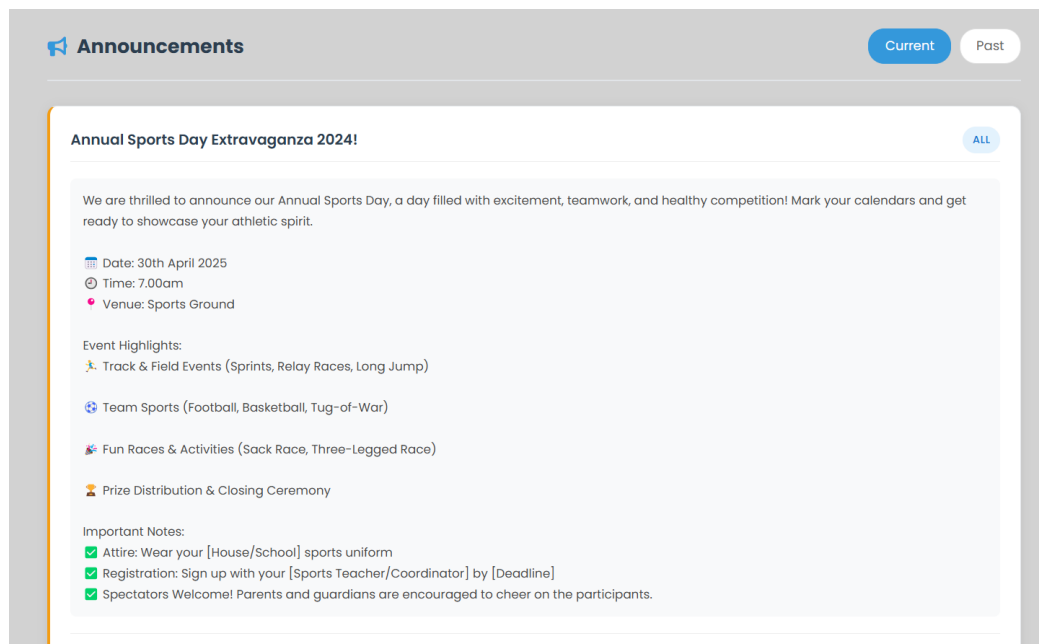 Announcements
Current
Past
Annual Sports Day Extravaganza 2024!
ALL
We are thrilled to announce our Annual Sports Day, a day filled with excitement, teamwork, and healthy competition! Mark your calendars and get
ready to showcase your athletic spirit.
Date: 30th April 2025
Time: 7.00am
Venue: Sports Ground
Event Highlights:
Track & Field Events (Sprints, Relay Races, Long Jump)
Team Sports (Football, Basketball, Tug-of-War)
Fun Races & Activities (Sack Race, Three-Legged Race)
Prize Distribution & Closing Ceremony
Important Notes:
Attire: Wear your [House/School] sports uniform
Registration: Sign up with your [Sports Teacher/Coordinator] by [Deadline]
Spectators Welcome! Parents and guardians are encouraged to cheer on the participants.